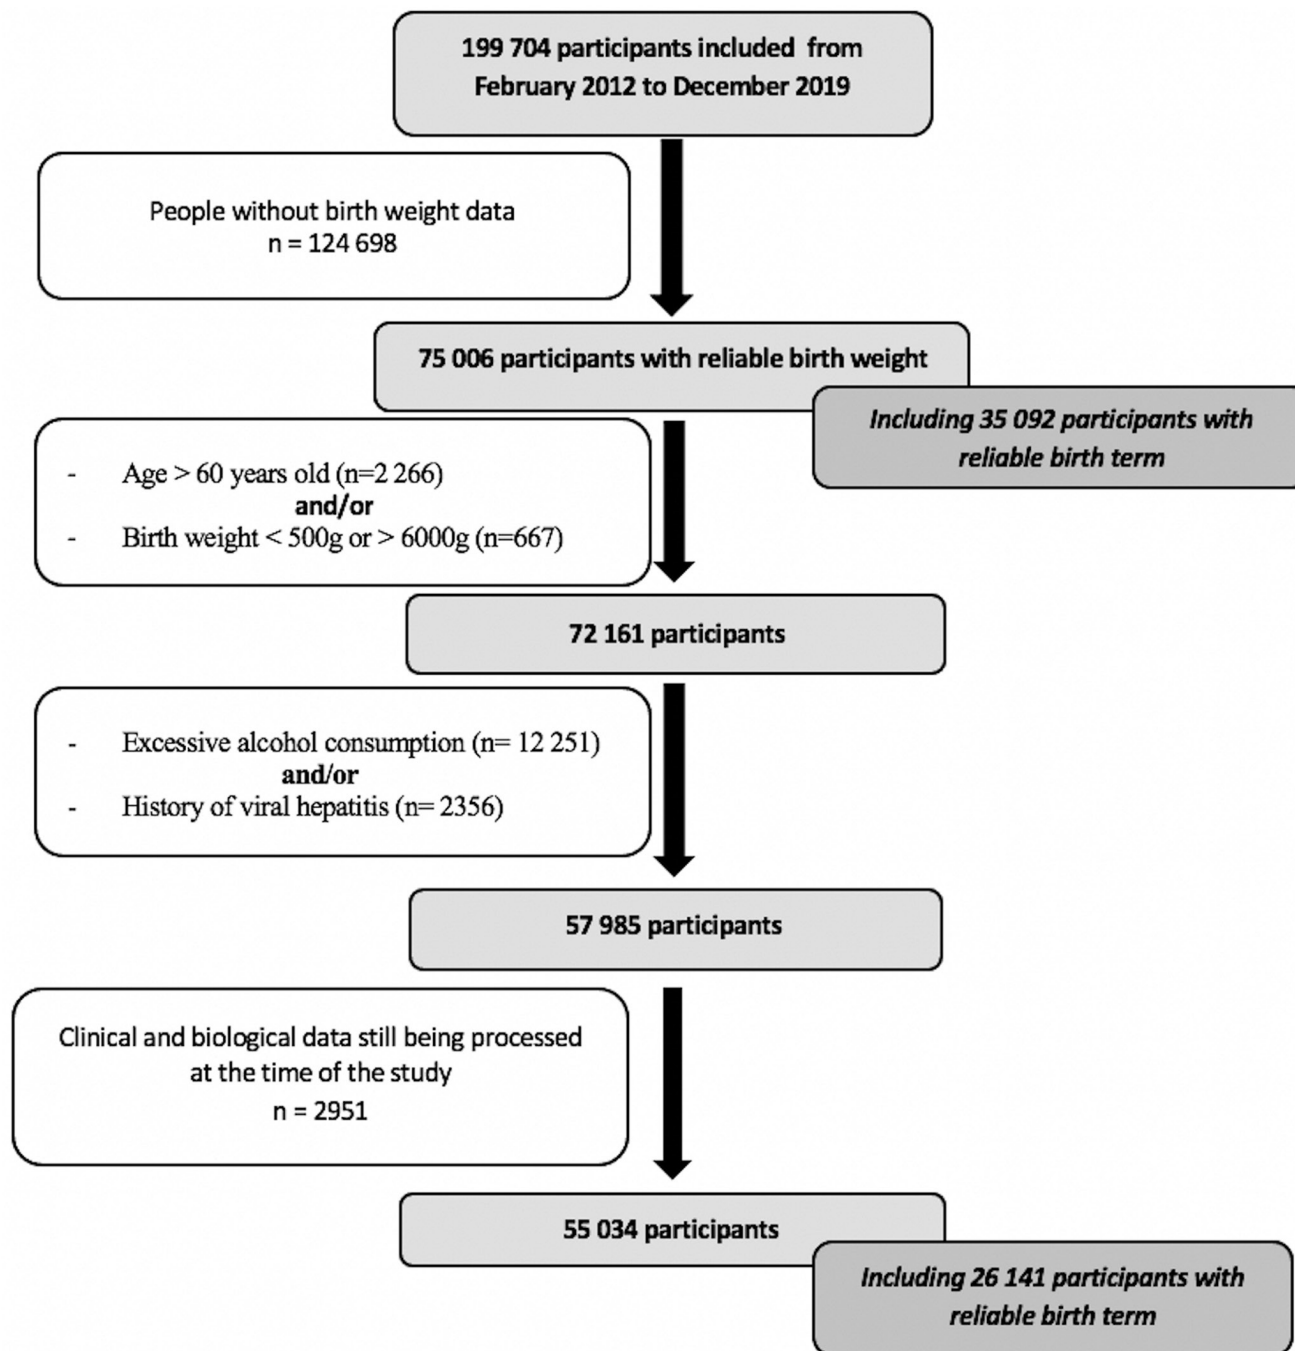 199 704 participants included from
February 2012 to December 2019
People without birth weight data
n = 124 698
75 006 participants with reliable birth weight
Including 35 092 participants with
reliable birth term
- Age > 60 years old (n=2 266)
and/or
- Birth weight < 500g or > 6000g (n=667)
72 161 participants
- Excessive alcohol consumption (n= 12 251)
and/or
- History of viral hepatitis (n= 2356)
57 985 participants
Clinical and biological data still being processed
at the time of the study
n = 2951
55 034 participants
Including 26 141 participants with
reliable birth term